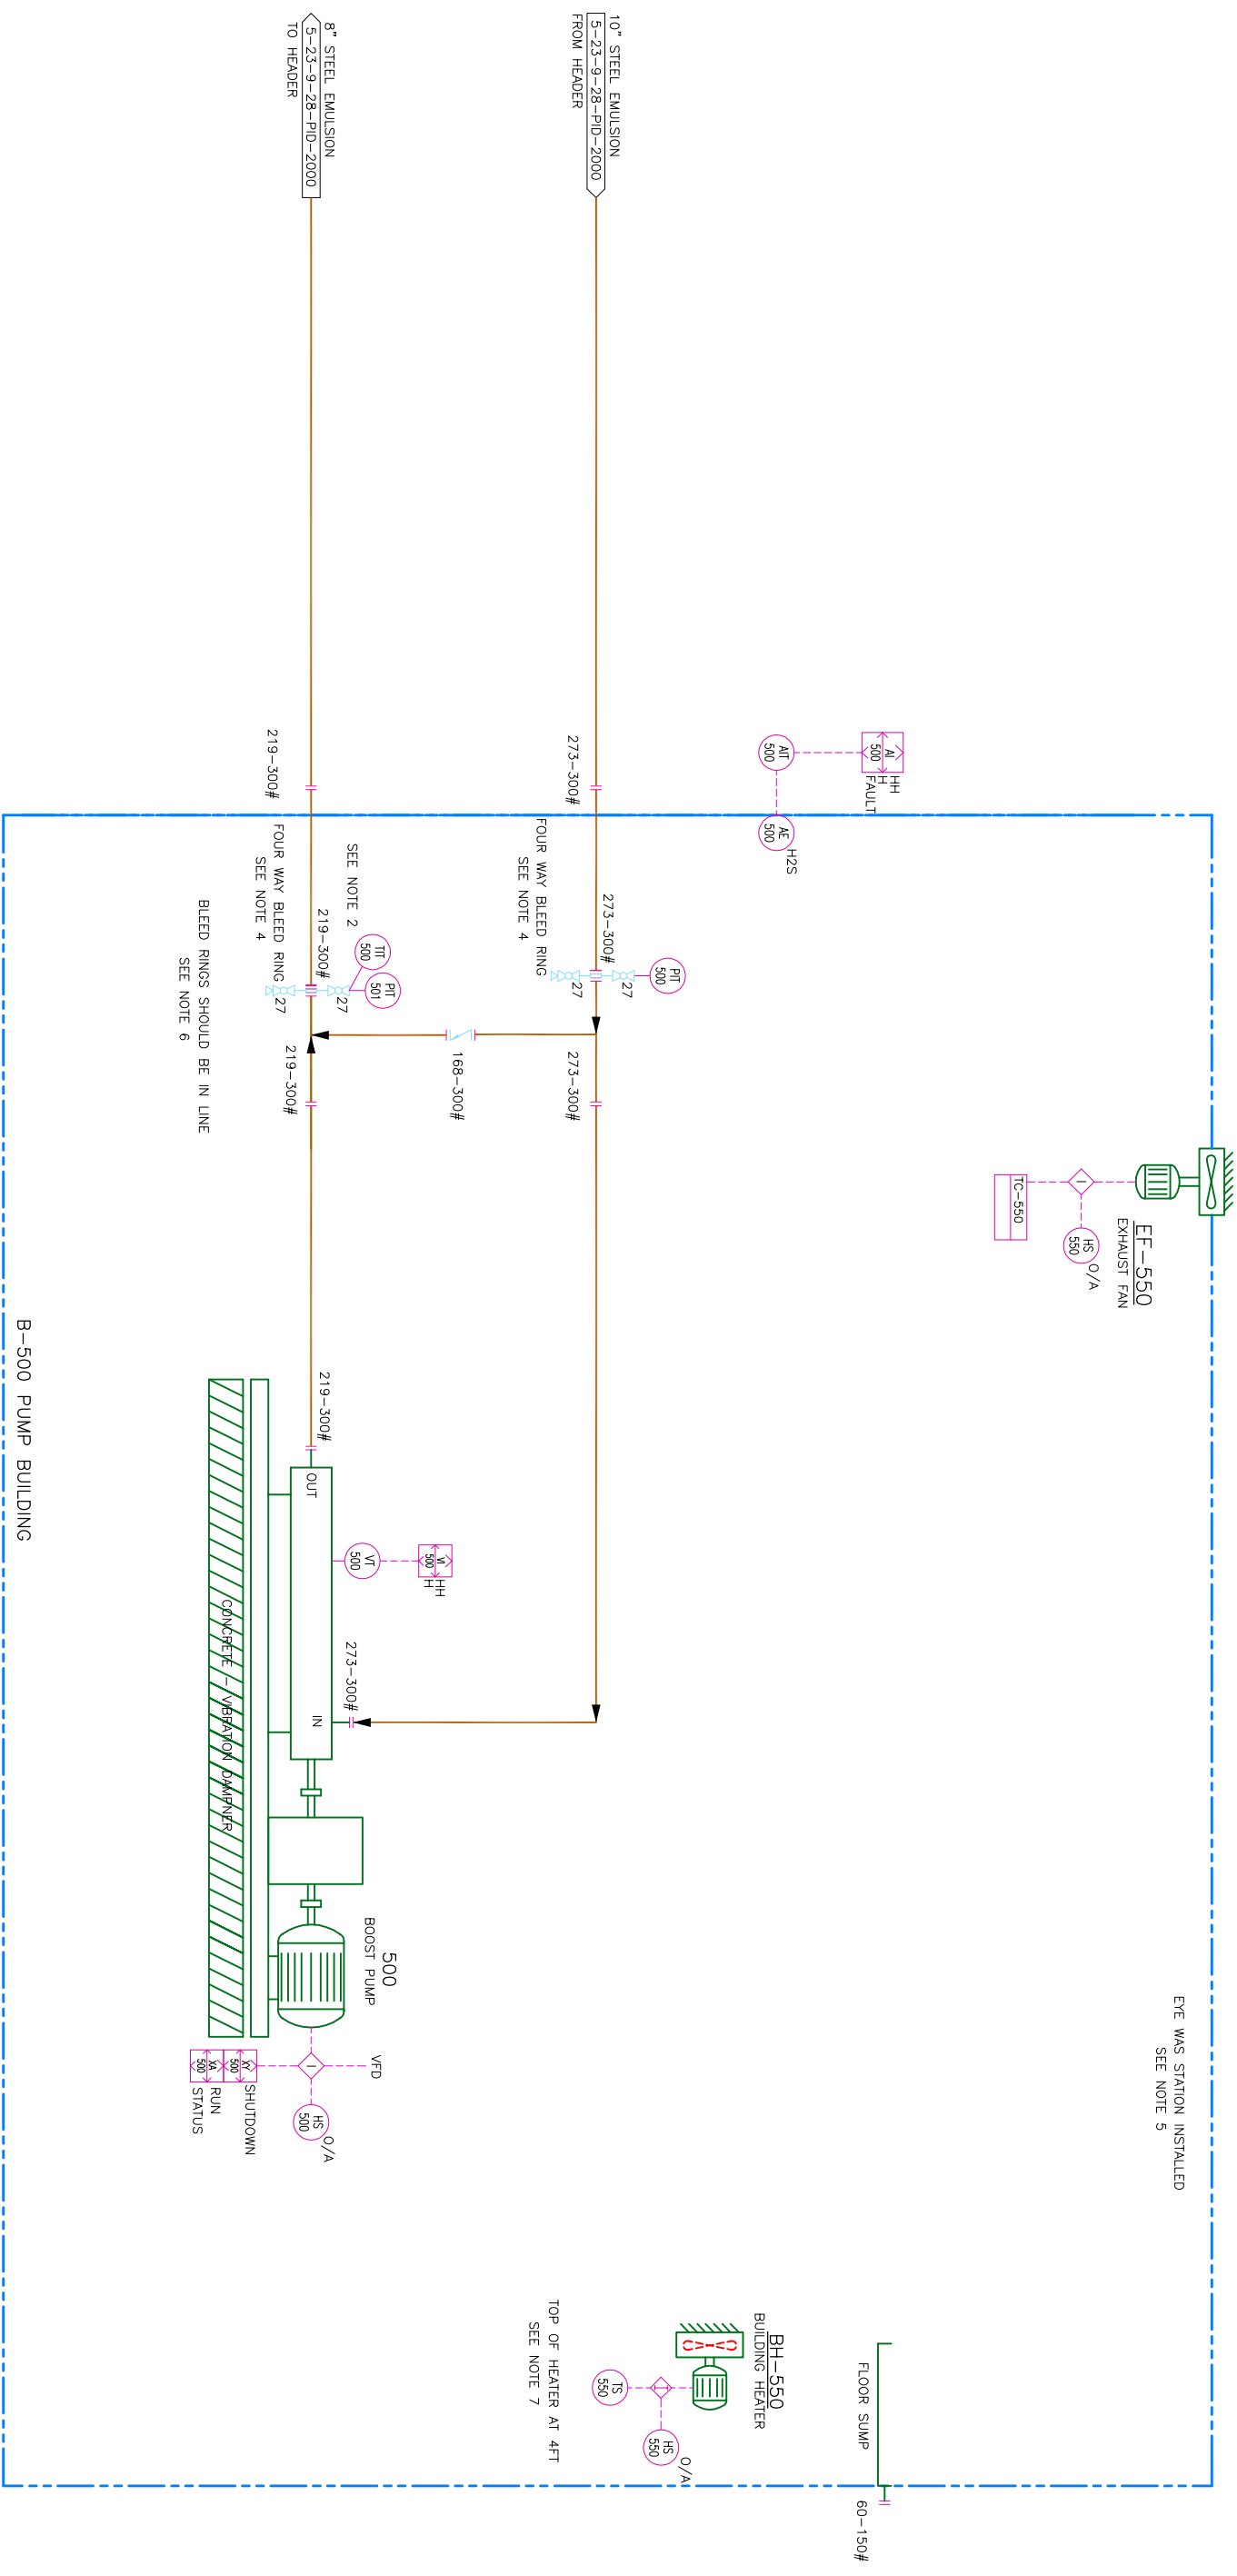 EYE WAS STATION INSTALLED
SEE NOTE 5
EF-550
EXHAUST FAN
O/A
HS
550
I
TC-550
FLOOR SUMP
60-150#
HH
H
FAULT
AI
500
AIT
500
AE
500
H2S
BH-550
BUILDING HEATER
O/A
HS
550
TS
550
TOP OF HEATER AT 4FT
SEE NOTE 7
10" STEEL EMULSION
5-23-9-28-PID-2000
FROM HEADER
273-300#
273-300#
PIT
500
27
27
FOUR WAY BLEED RING
SEE NOTE 4
273-300#
168-300#
8" STEEL EMULSION
5-23-9-28-PID-2000
TO HEADER
219-300#
SEE NOTE 2
TIT
500
PIT
501
219-300#
27
27
FOUR WAY BLEED RING
SEE NOTE 4
219-300#
BLEED RINGS SHOULD BE IN LINE
SEE NOTE 6
HH
H
VI
500
VT
500
273-300#
219-300#
OUT
IN
500
BOOST PUMP
VFD
I
O/A
HS
500
SHUTDOWN
XY
500
RUN
STATUS
XA
500
CONCRETE - VIBRATION DAMPNER
B-500 PUMP BUILDING